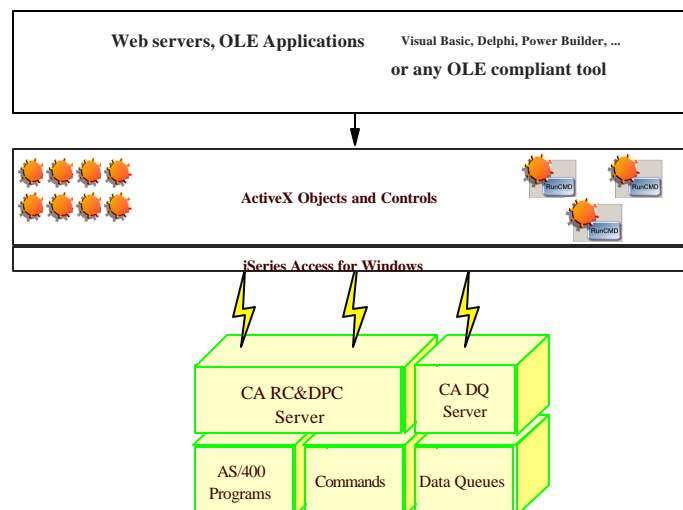 Web servers, OLE Applications Visual Basic, Delphi, Power Builder, ...
or any OLE compliant tool
ActiveX Objects and Controls
RunCMD
RunCMD
RunCMD
iSeries Access for Windows
CA RC&DPC
Server
CA DQ
Server
AS/400
Programs
Commands
Data Queues